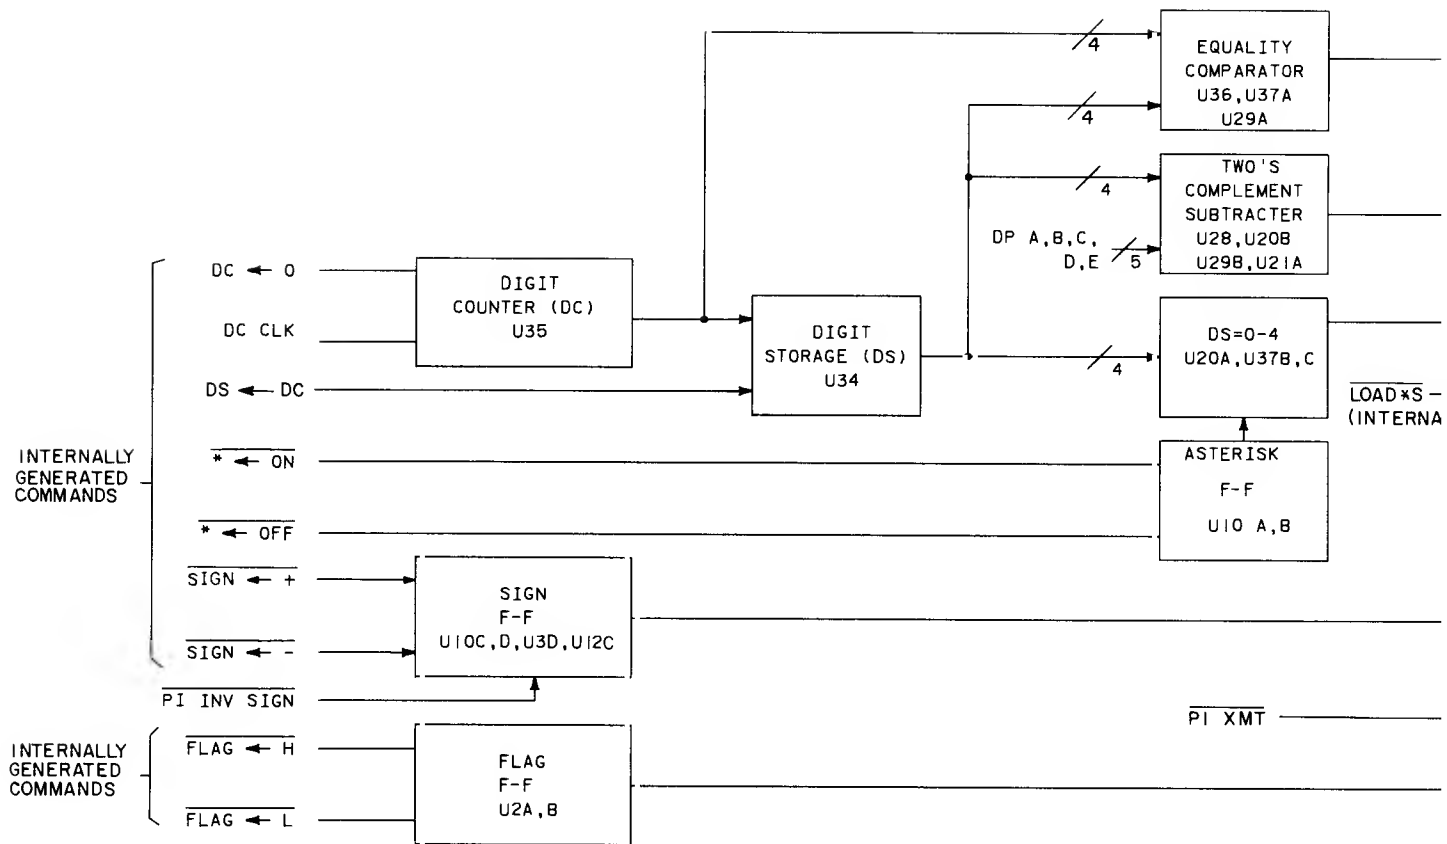 4
EQUALITY
COMPARATOR
U36,U37A
U29A
4
TWO'S
COMPLEMENT
SUBTRACTER
U28,U20B
U29B,U21A
4
DP A,B,C,
D,E
5
INTERNALLY
GENERATED
COMMANDS
DC ← 0
DC CLK
DIGIT
COUNTER (DC)
U35
DS ← DC
DIGIT
STORAGE (DS)
U34
4
DS=0-4
U20A,U37B,C
LOAD*S
(INTERNA
* ← ON
* ← OFF
ASTERISK
F-F
U10 A,B
SIGN ← +
SIGN ← -
SIGN
F-F
U10C,D,U3D,U12C
PI INV SIGN
PI XMT
INTERNALLY
GENERATED
COMMANDS
FLAG ← H
FLAG ← L
FLAG
F-F
U2A,B